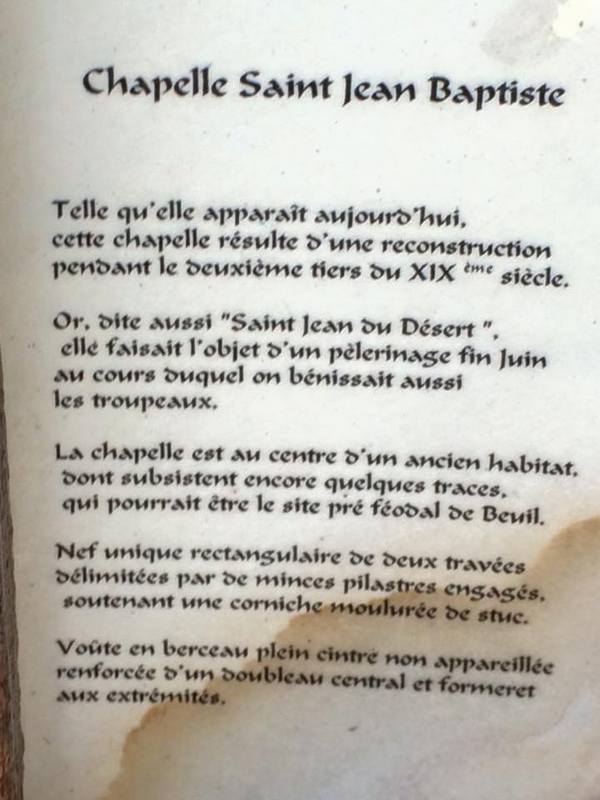 Chapelle Saint Jean Baptiste
Telle qu'elle apparaît aujourd'hui,
cette chapelle résulte d'une reconstruction
pendant le deuxième tiers du XIX ème siècle.
Or, dite aussi "Saint Jean du Désert ",
elle faisait l'objet d'un pèlerinage fin Juin
au cours duquel on bénissait aussi
les troupeaux.
La chapelle est au centre d'un ancien habitat,
dont subsistent encore quelques traces,
qui pourrait être le site pré féodal de Beuil.
Nef unique rectangulaire de deux travées
délimitées par de minces pilastres engagés,
soutenant une corniche moulurée de stuc.
Voûte en berceau plein cintre non appareillée
renforcée d'un doubleau central et formeret
aux extrémités.